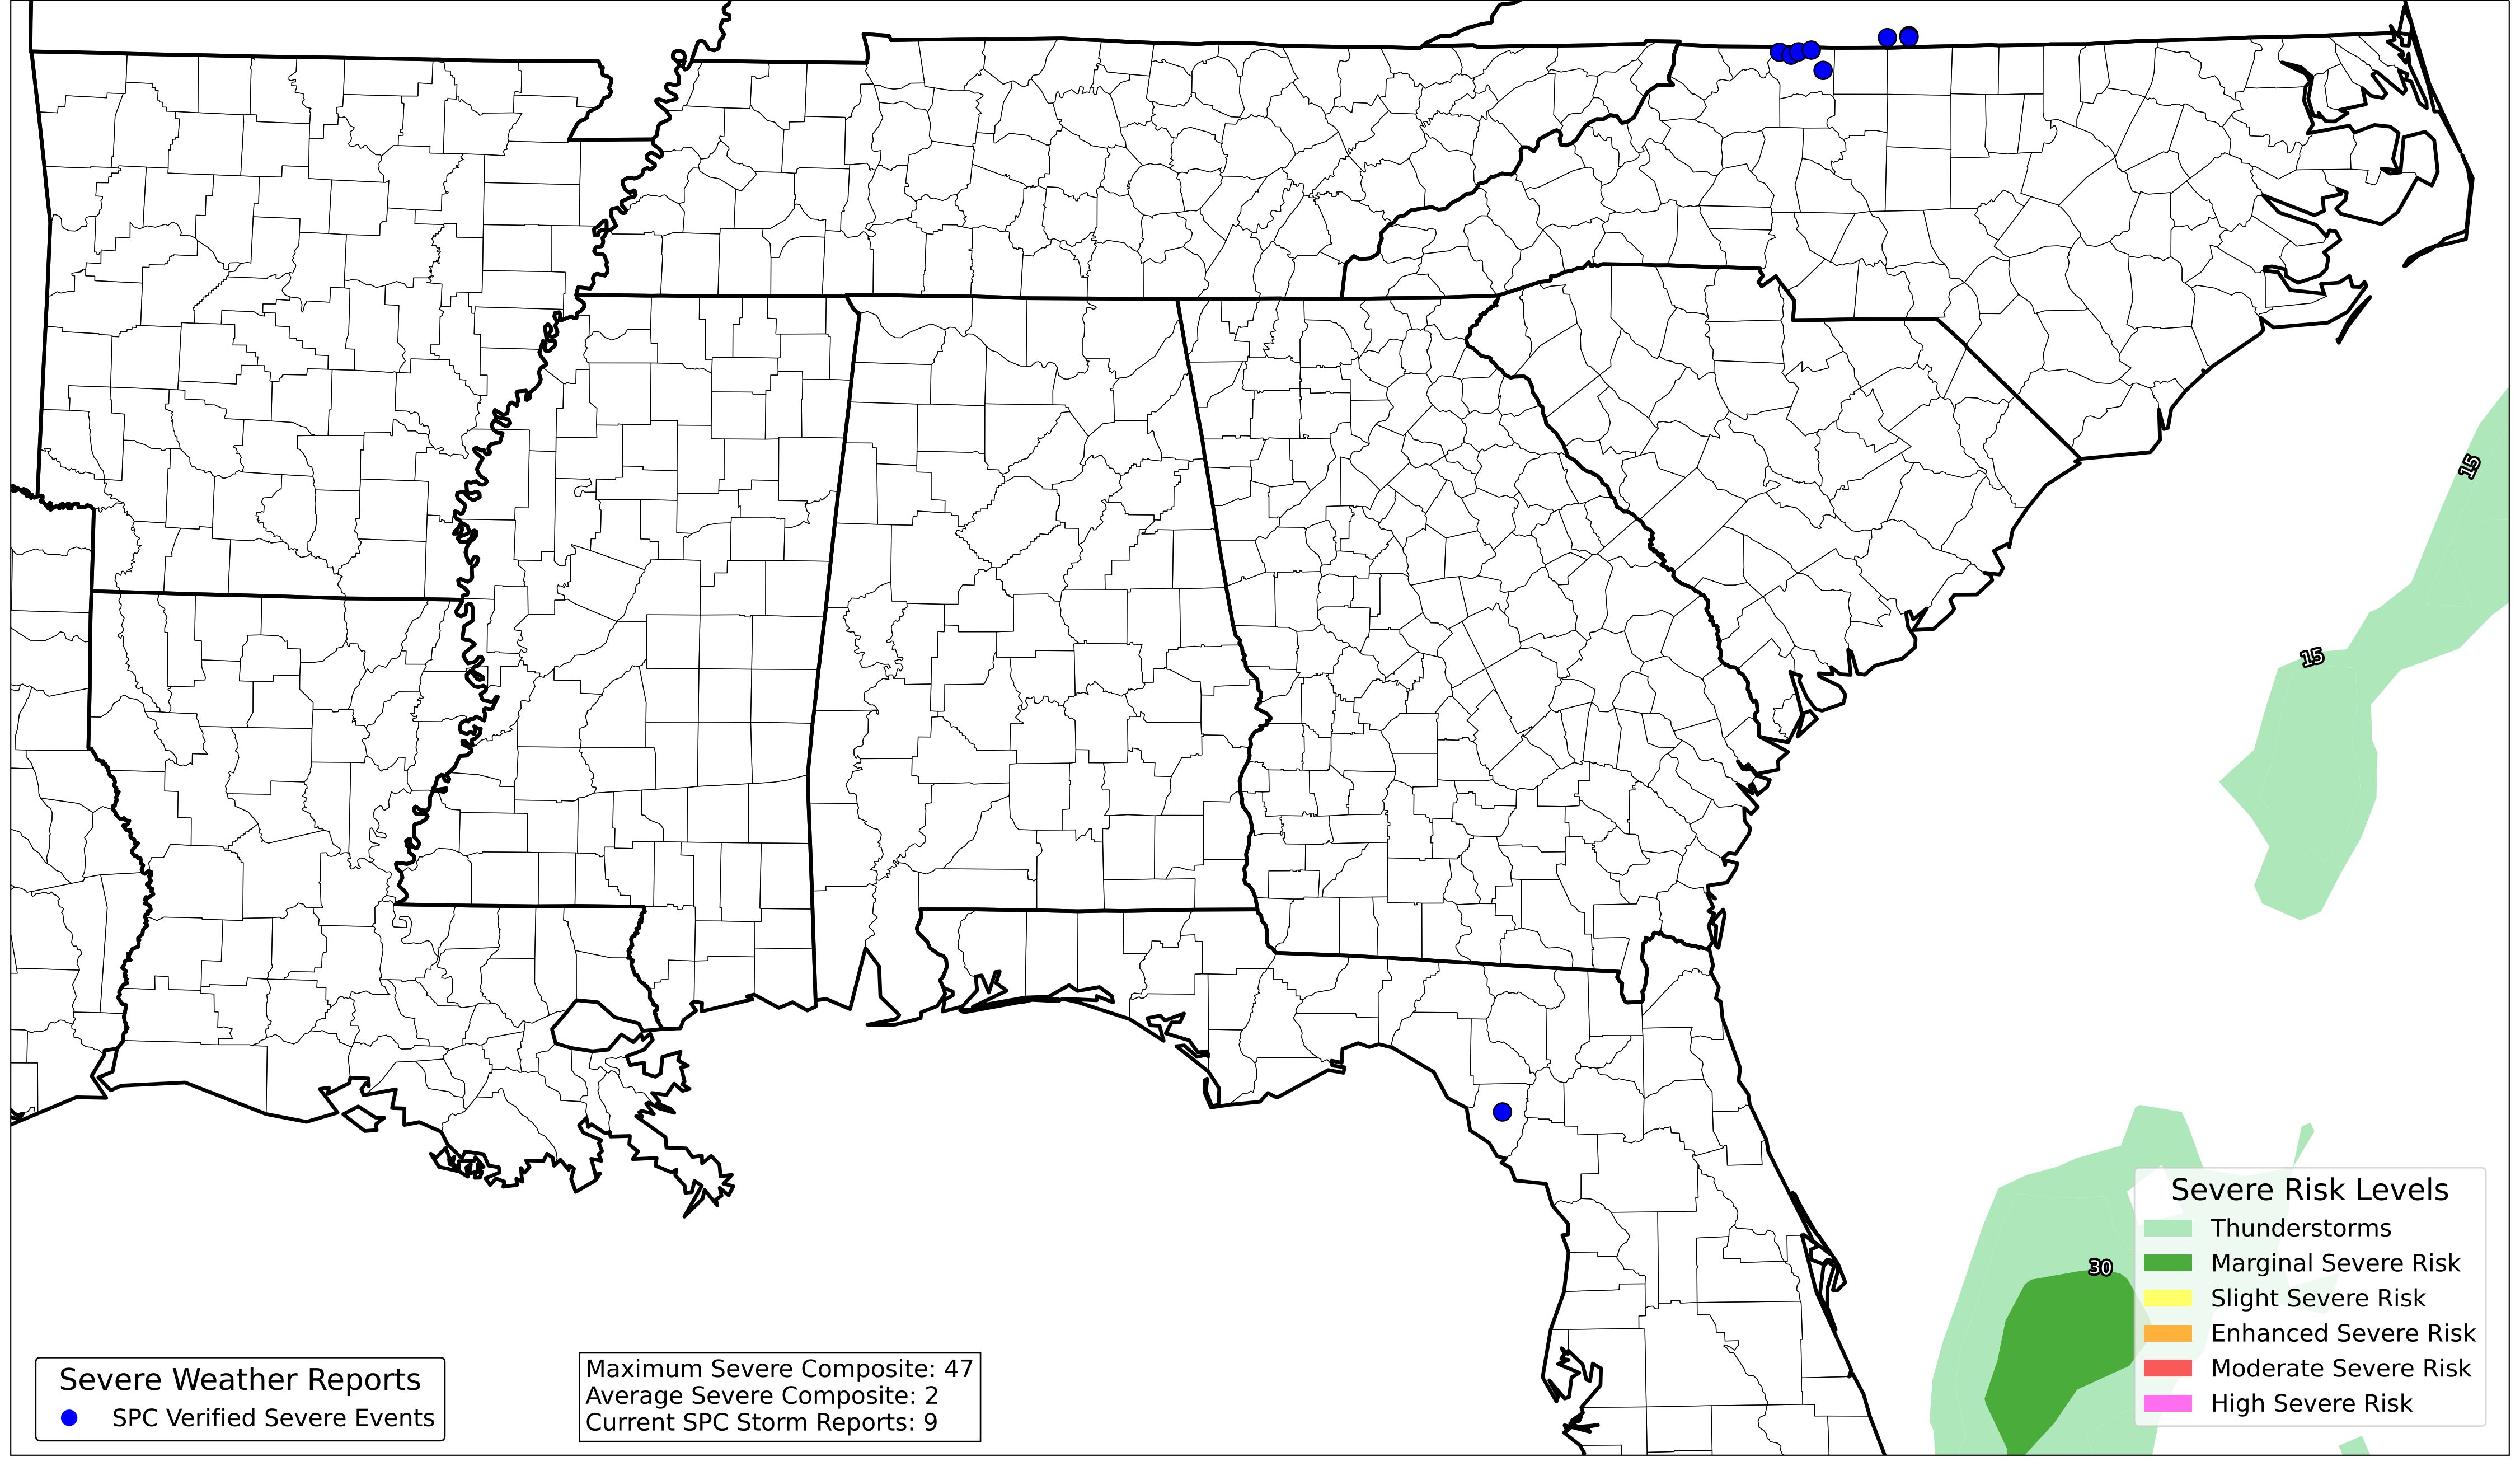 15
15
30
Severe Risk Levels
Thunderstorms
Marginal Severe Risk
Slight Severe Risk
Enhanced Severe Risk
Moderate Severe Risk
High Severe Risk
Severe Weather Reports
SPC Verified Severe Events
Maximum Severe Composite: 47
Average Severe Composite: 2
Current SPC Storm Reports: 9